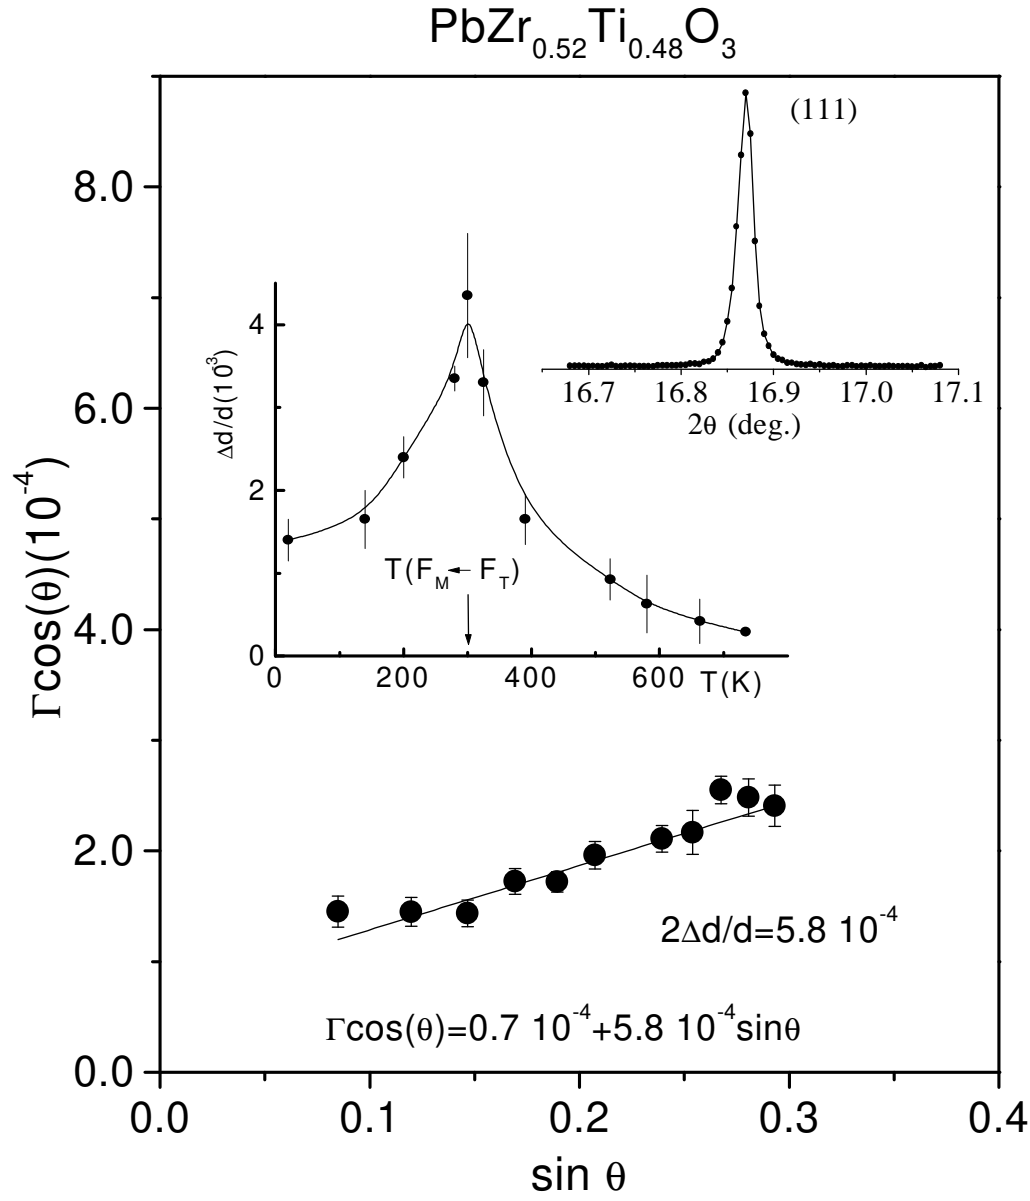 PbZr0.52Ti0.48O3
(111)
16.7 16.8 16.9 17.0 17.1
2θ (deg.)
Δd/d(10³)
4
2
0
T(F_M ← F_T)
0 200 400 600 T(K)
Γcos(θ)(10⁻⁴)
8.0
6.0
4.0
2.0
0.0
2Δd/d=5.8 10⁻⁴
Γcos(θ)=0.7 10⁻⁴+5.8 10⁻⁴sinθ
0.0 0.1 0.2 0.3 0.4
sin θ